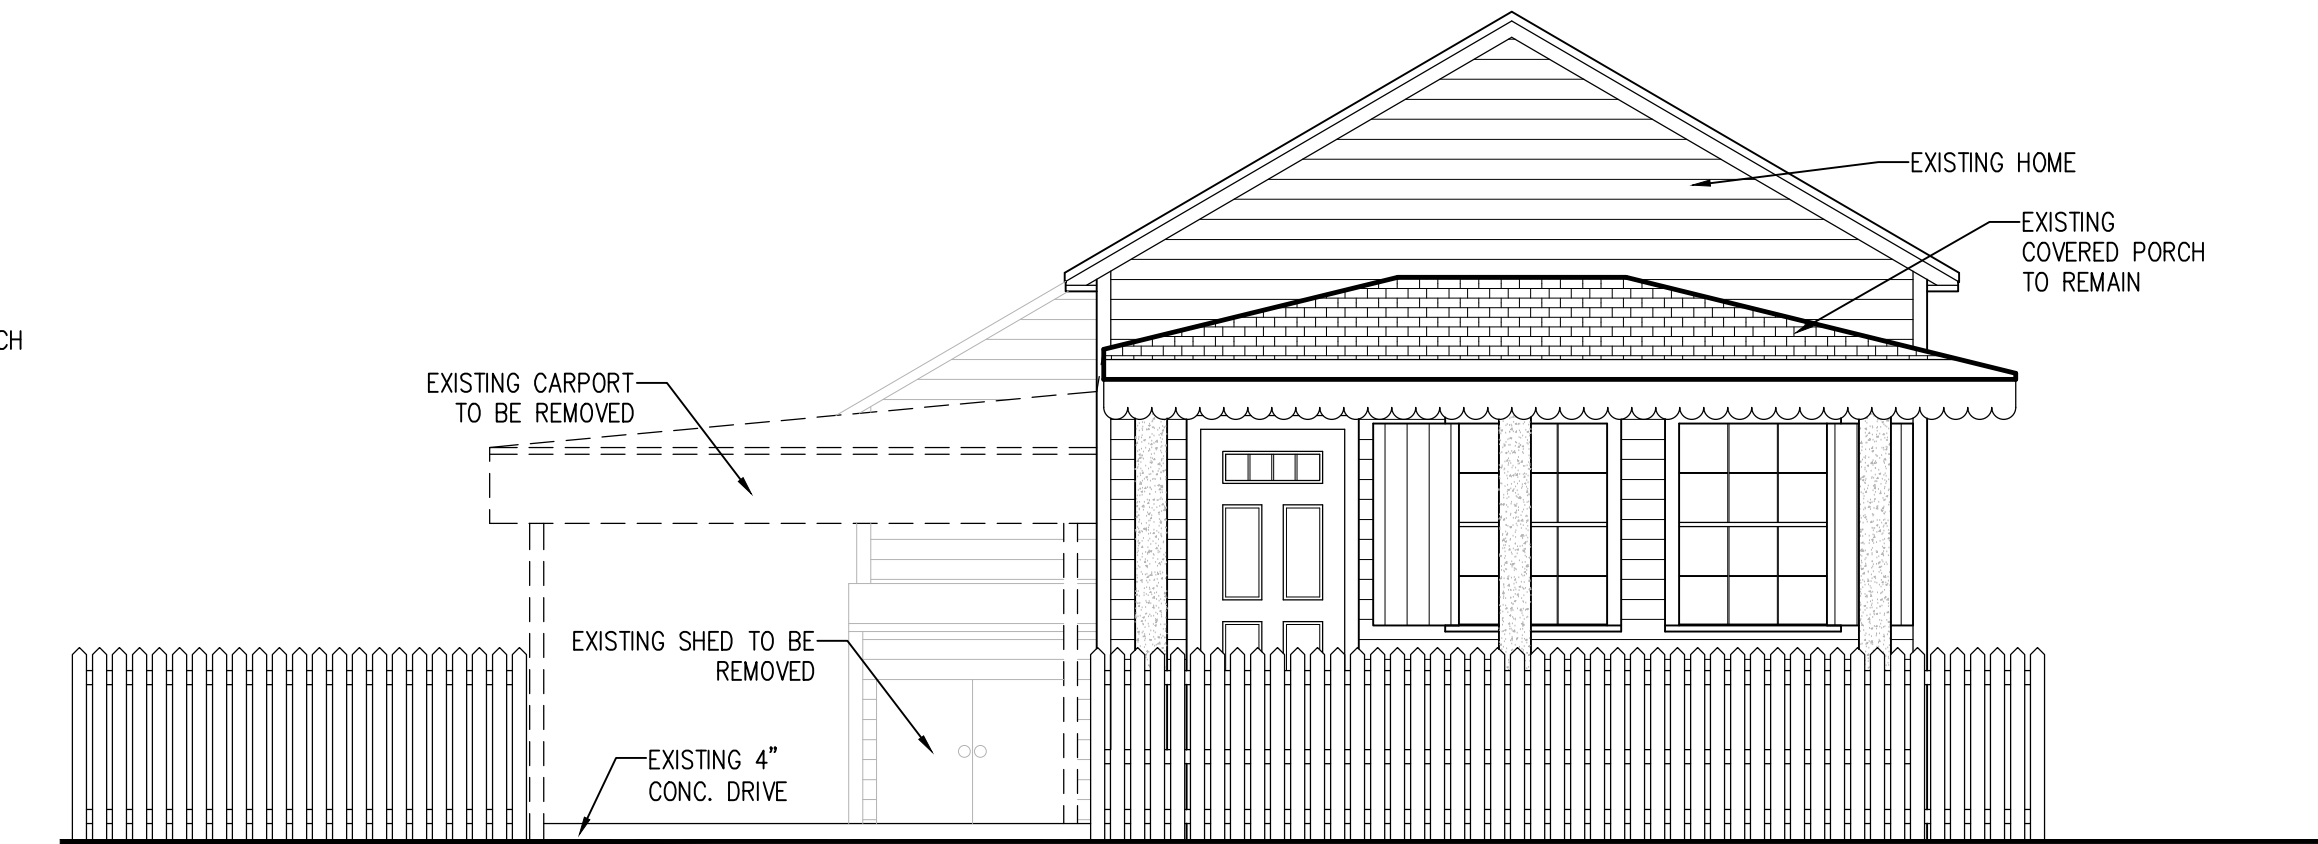 EXISTING HOME
EXISTING
COVERED PORCH
TO REMAIN
CH
EXISTING CARPORT
TO BE REMOVED
EXISTING SHED TO BE
REMOVED
EXISTING 4"
CONC. DRIVE